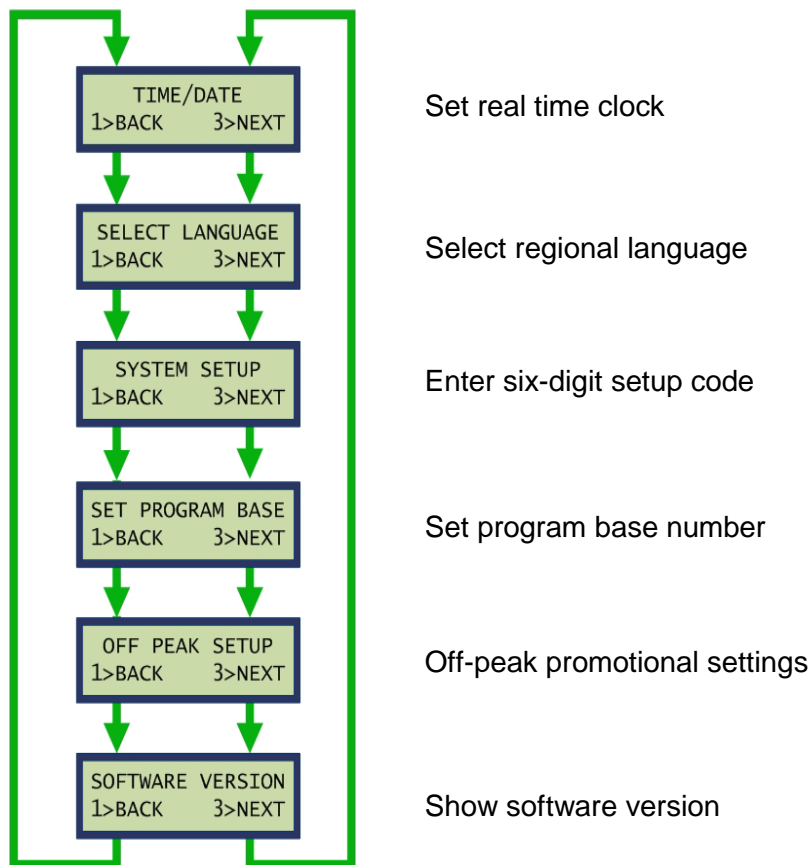 TIME/DATE
1>BACK 3>NEXT
Set real time clock
SELECT LANGUAGE
1>BACK 3>NEXT
Select regional language
SYSTEM SETUP
1>BACK 3>NEXT
Enter six-digit setup code
SET PROGRAM BASE
1>BACK 3>NEXT
Set program base number
OFF PEAK SETUP
1>BACK 3>NEXT
Off-peak promotional settings
SOFTWARE VERSION
1>BACK 3>NEXT
Show software version